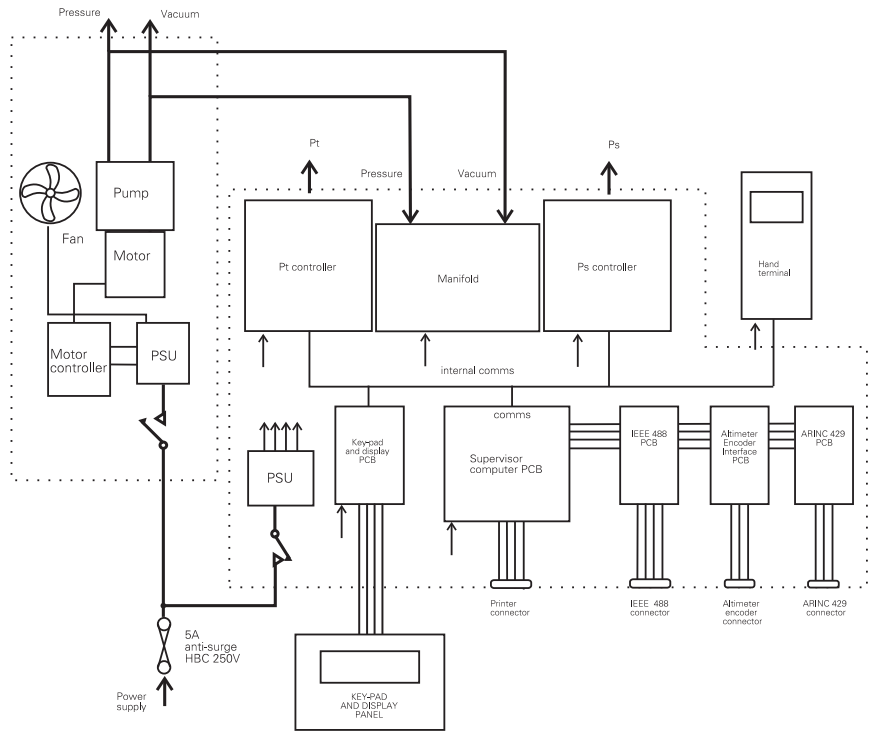 Pressure
Vacuum
Pt
Ps
Pressure
Vacuum
Pump
Fan
Motor
Pt controller
Manifold
Ps controller
Hand
terminal
Motor
controller
PSU
internal comms
comms
Key-pad
and display
PCB
Supervisor
computer PCB
IEEE 488
PCB
Altimeter
Encoder
Interface
PCB
ARINC 429
PCB
PSU
Printer
connector
IEEE 488
connector
Altimeter
encoder
connector
ARINC 429
connector
5A
anti-surge
HBC 250V
Power
supply
KEY-PAD
AND DISPLAY
PANEL